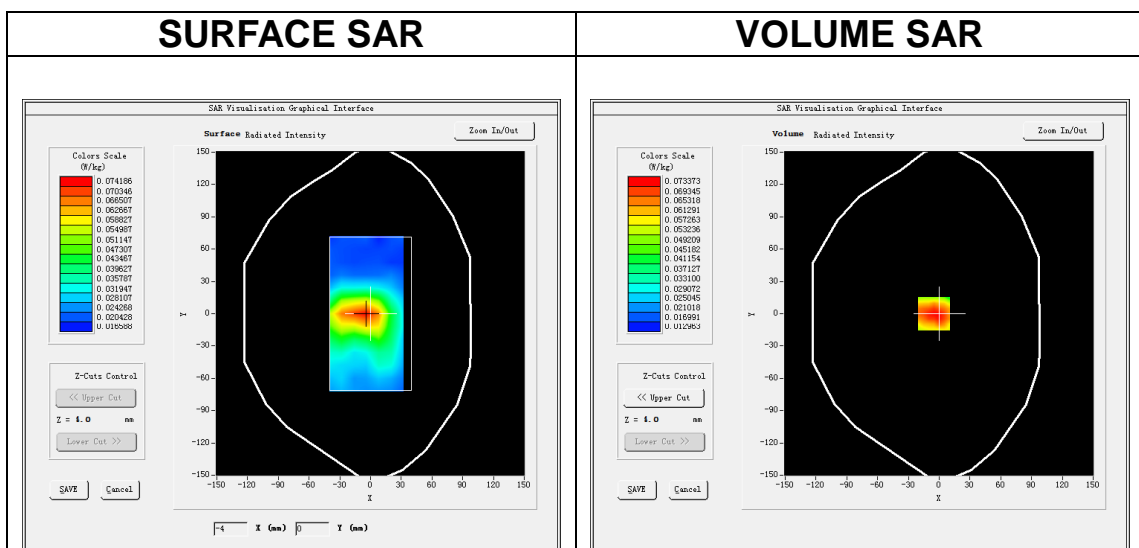 SURFACE SAR
SAR Visualisation Graphical Interface
Surface Radiated Intensity
Zoom In/Out
Colors Scale
(W/kg)
0.074186
0.070346
0.066507
0.062667
0.058827
0.054987
0.051147
0.047307
0.043467
0.039627
0.035787
0.031947
0.028107
0.024268
0.020428
0.016588
Z-Cuts Control
<< Upper Cut
Z = 4.0 mm
Lower Cut >>
SAVE Cancel
150
120
90
60
30
0
-30
-60
-90
-120
-150
Y
-150 -120 -90 -60 -30 0 30 60 90 120 150
X
-4 X (mm) 0 Y (mm)
VOLUME SAR
SAR Visualisation Graphical Interface
Volume Radiated Intensity
Zoom In/Out
Colors Scale
(W/kg)
0.073373
0.069345
0.065318
0.061291
0.057263
0.053236
0.049209
0.045182
0.041154
0.037127
0.033100
0.029072
0.025045
0.021018
0.016991
0.012963
Z-Cuts Control
<< Upper Cut
Z = 4.0 mm
Lower Cut >>
SAVE Cancel
150
120
90
60
30
0
-30
-60
-90
-120
-150
Y
-150 -120 -90 -60 -30 0 30 60 90 120 150
X